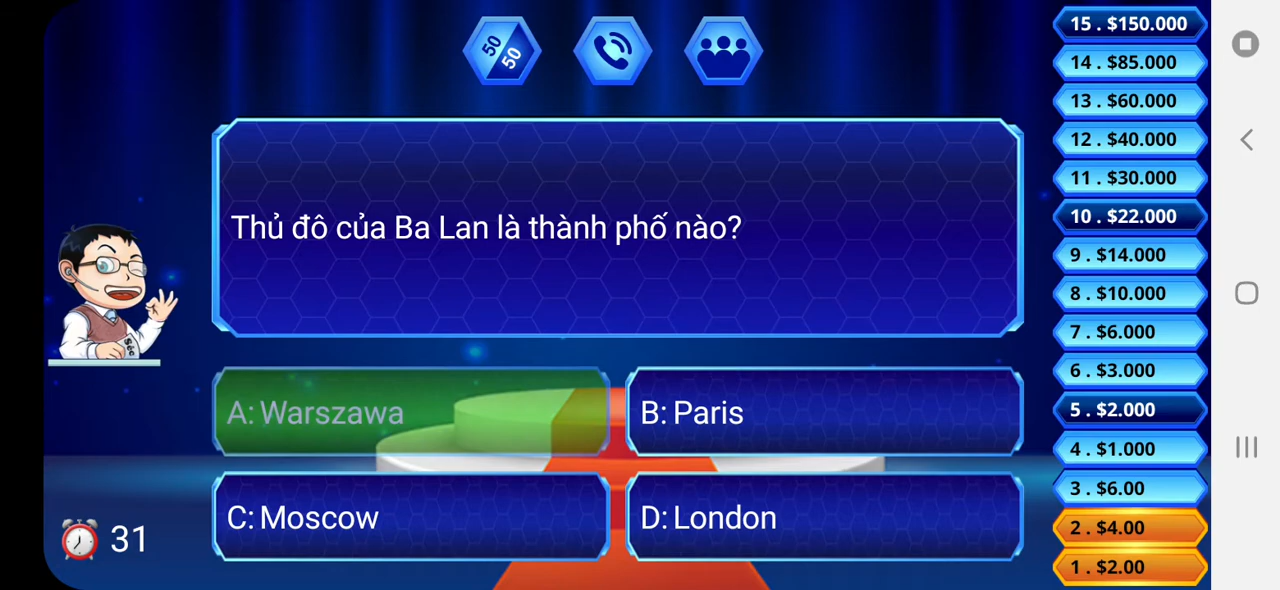 50
50
Thủ đô của Ba Lan là thành phố nào?
A: Warszawa
B: Paris
C: Moscow
D: London
31
Séc
15 . $150.000
14 . $85.000
13 . $60.000
12 . $40.000
11 . $30.000
10 . $22.000
9 . $14.000
8 . $10.000
7 . $6.000
6 . $3.000
5 . $2.000
4 . $1.000
3 . $6.00
2 . $4.00
1 . $2.00